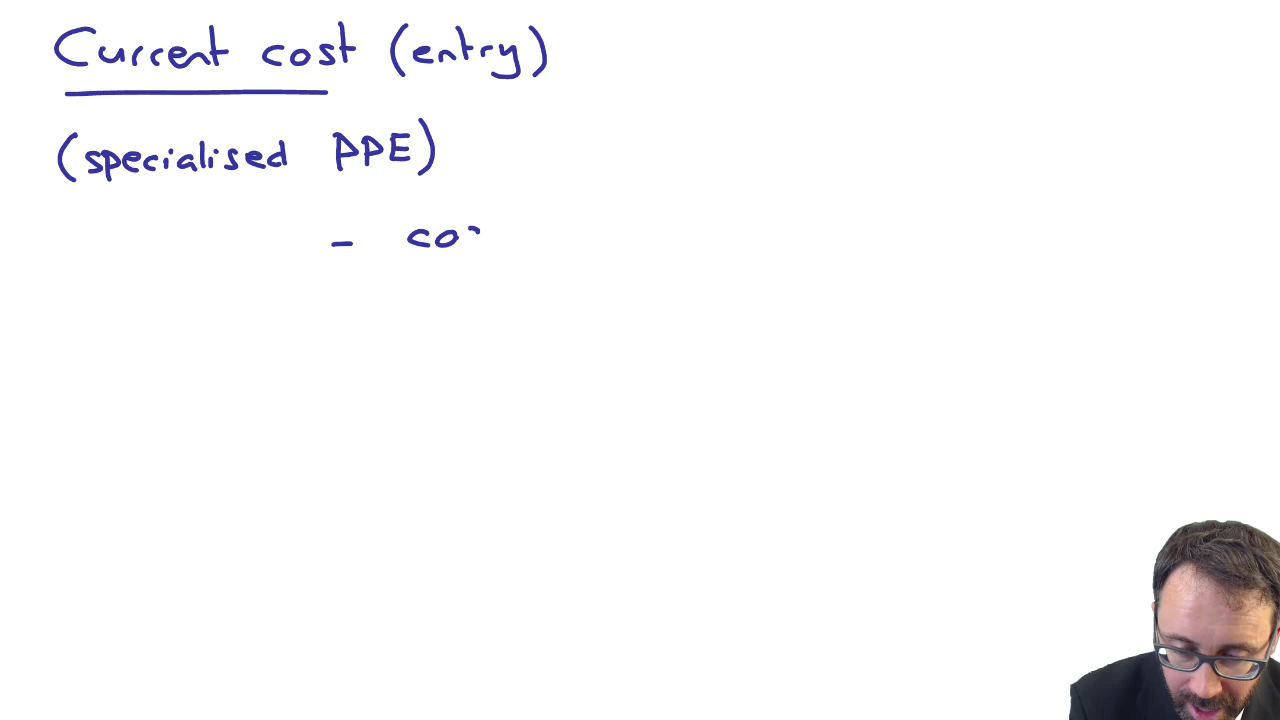 Current cost (entry)
(specialised PPE)
- co